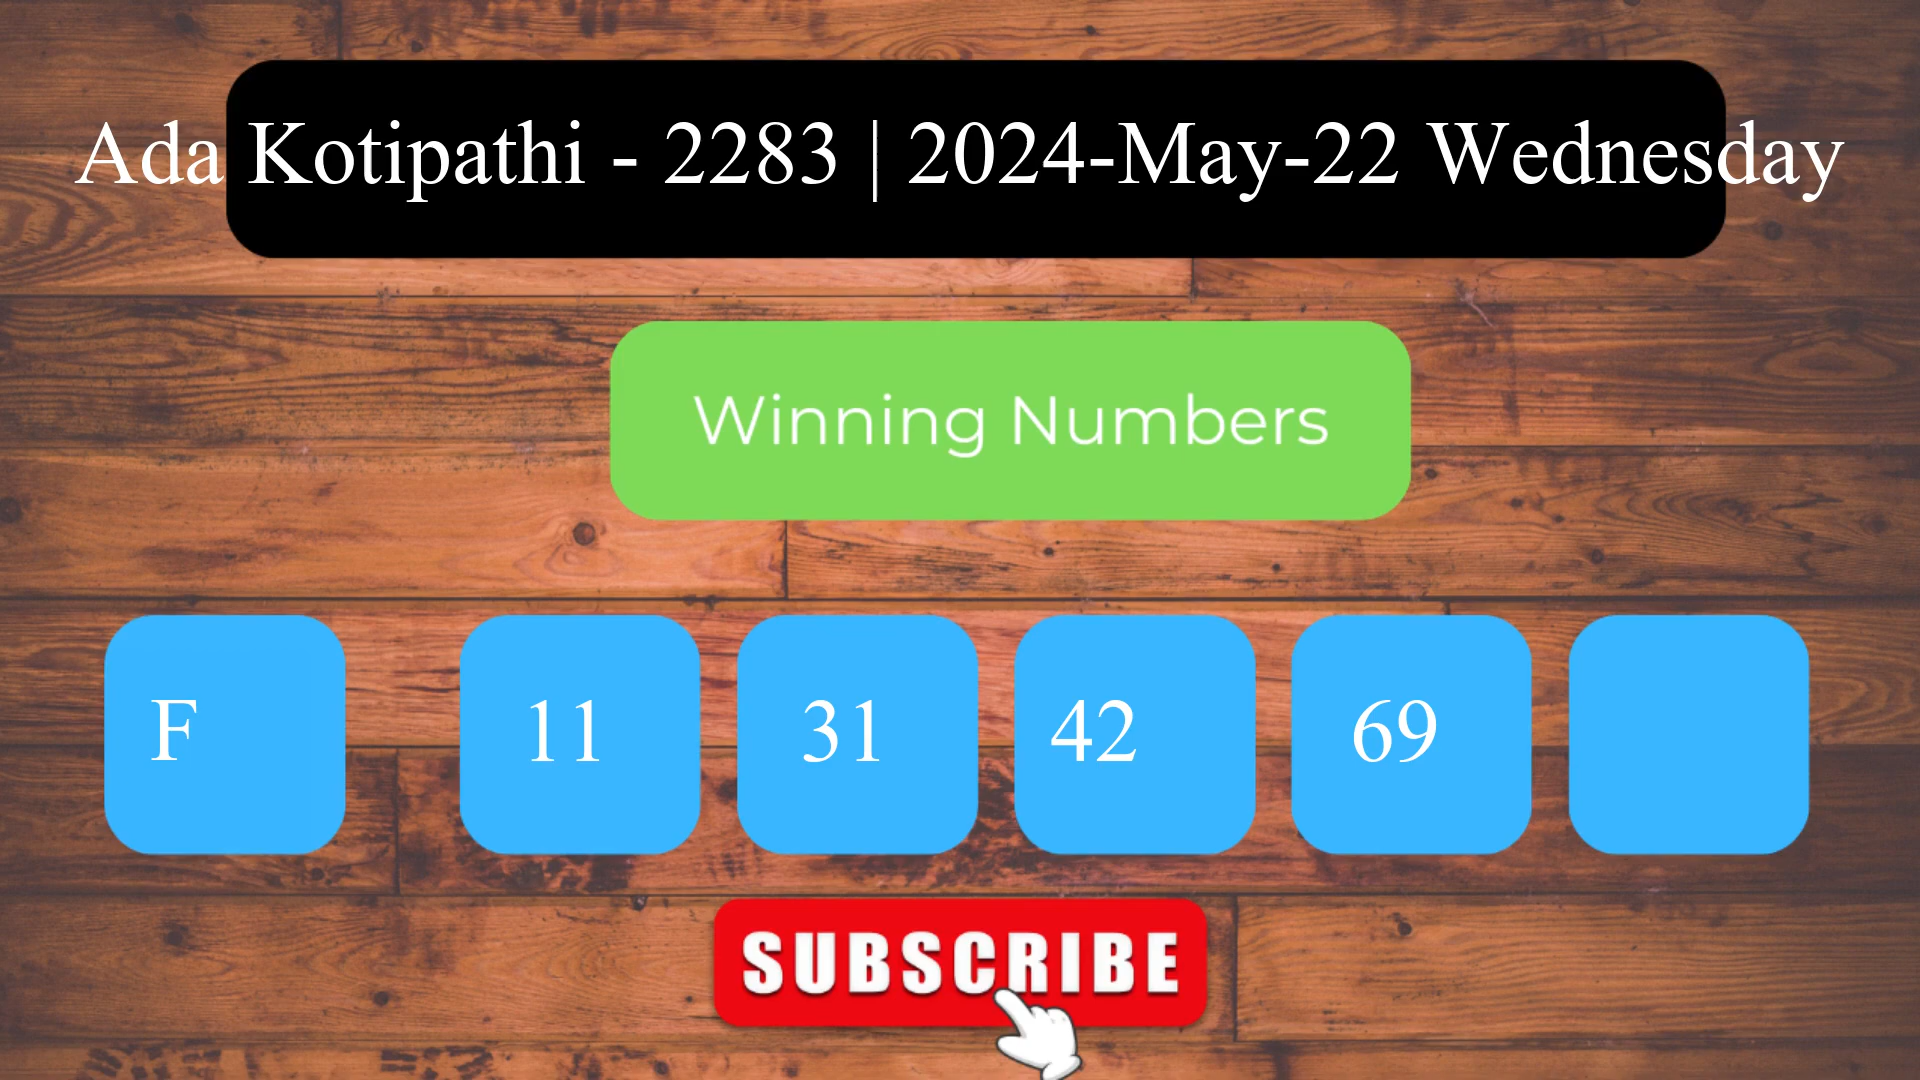 Ada Kotipathi - 2283 | 2024-May-22 Wednesday
Winning Numbers
F 11 31 42 69
SUBSCRIBE